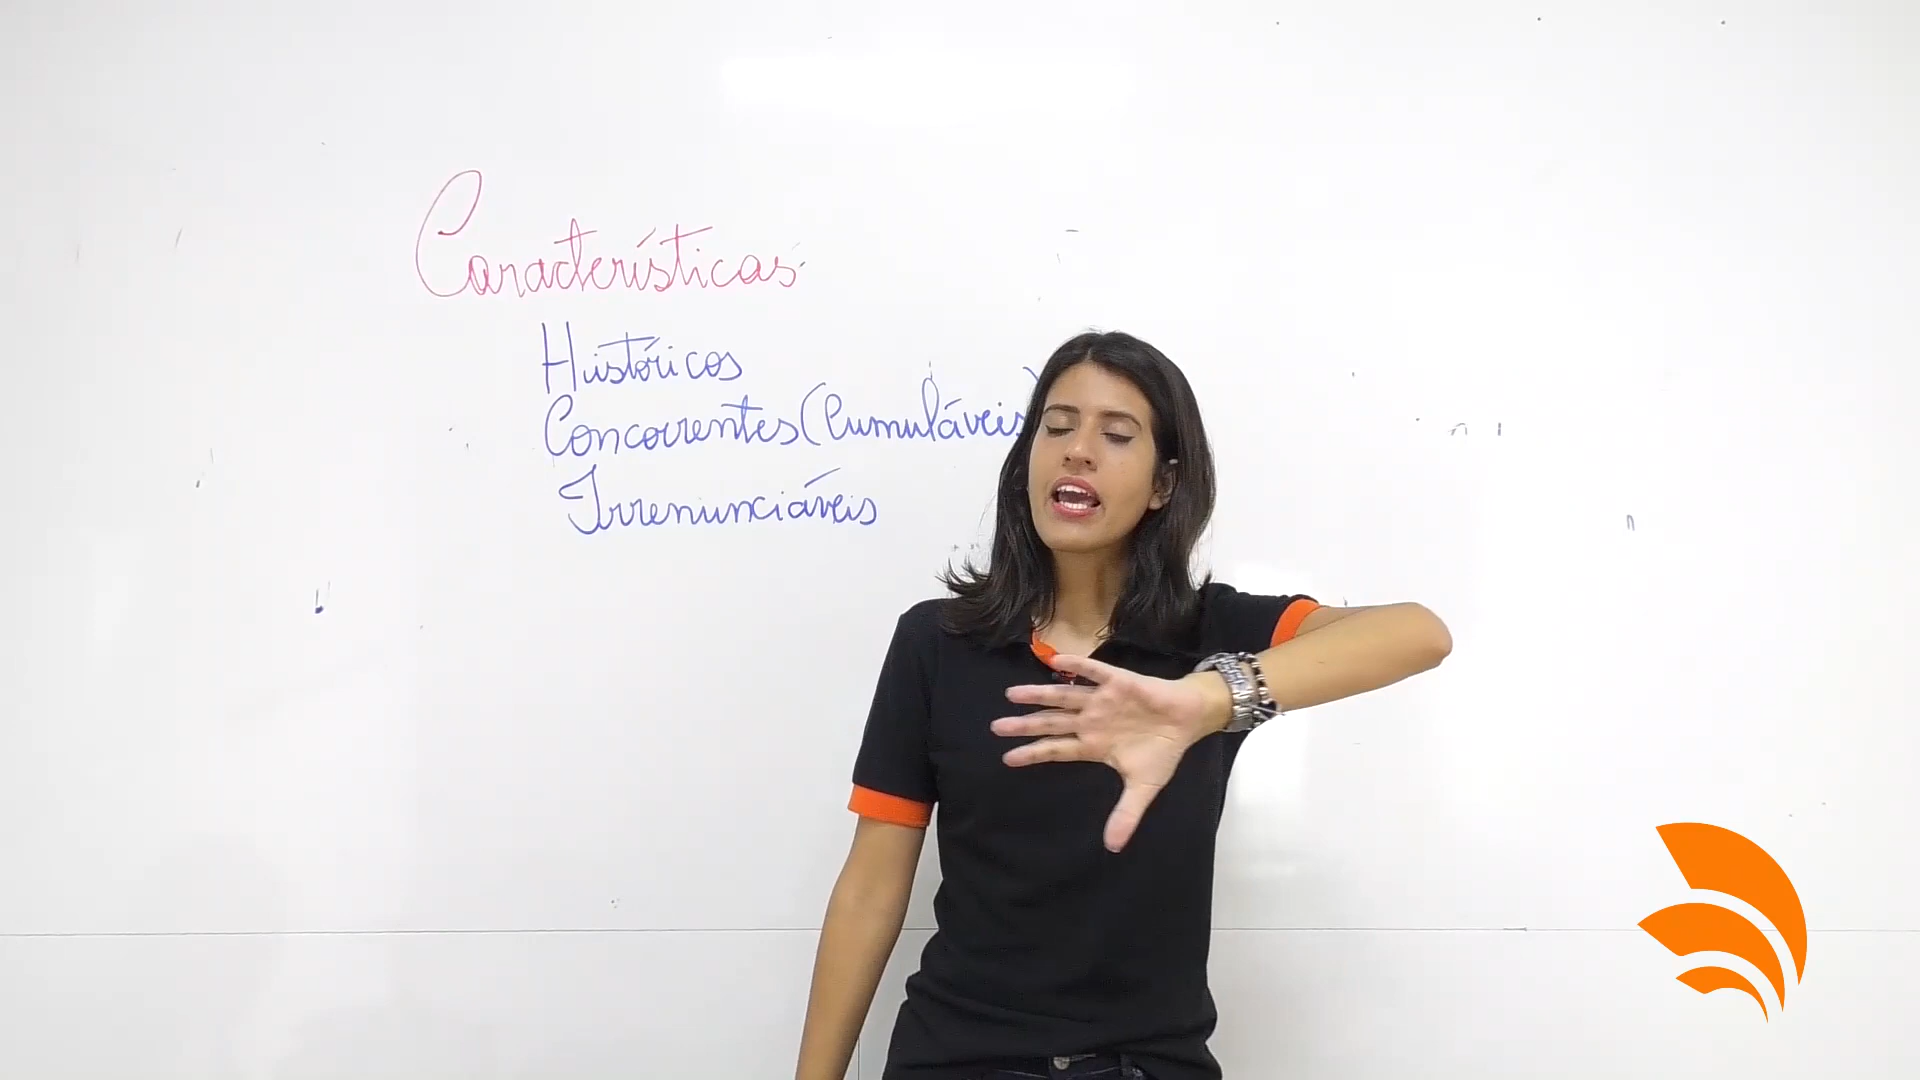 Características
Históricos
Concorrentes (Cumuláveis)
Irrenunciáveis